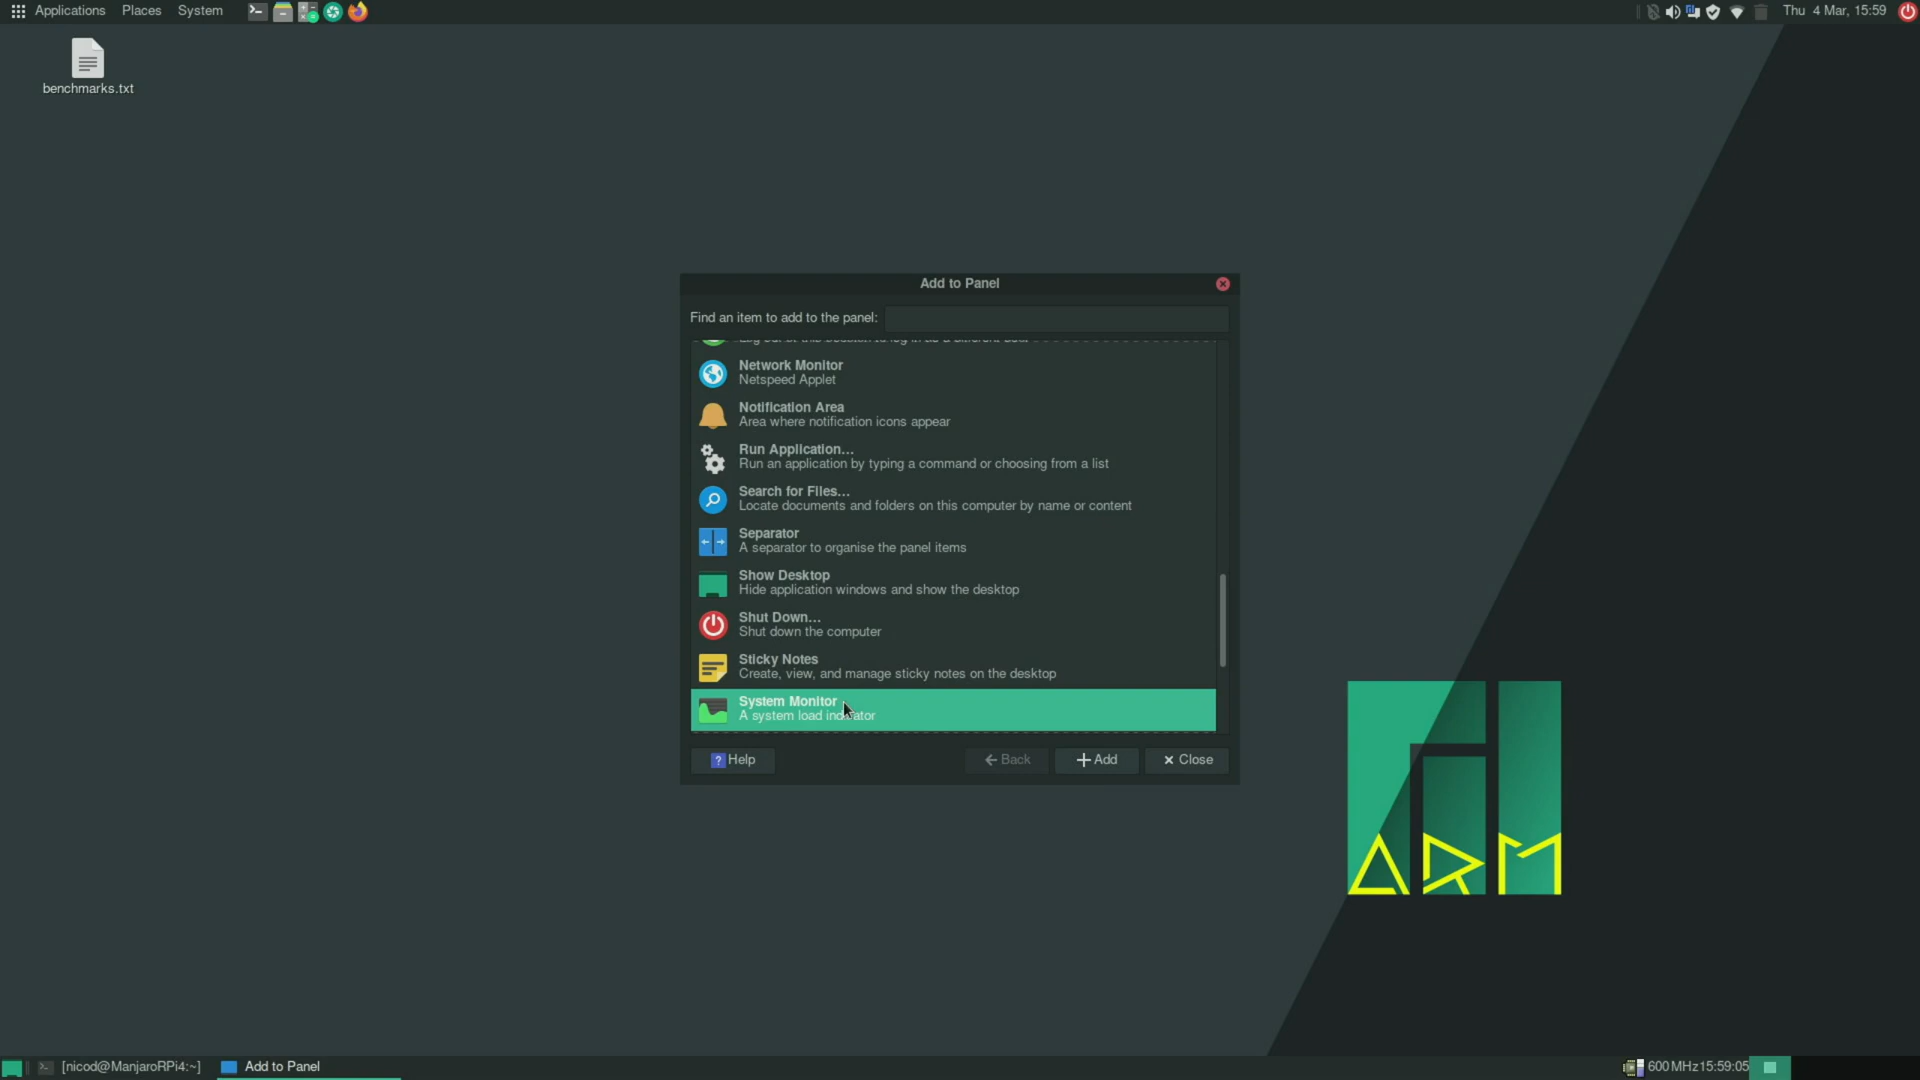 Applications Places System
Thu 4 Mar, 15:59
benchmarks.txt
Add to Panel
Find an item to add to the panel:
Network Monitor
Netspeed Applet
Notification Area
Area where notification icons appear
Run Application...
Run an application by typing a command or choosing from a list
Search for Files...
Locate documents and folders on this computer by name or content
Separator
A separator to organise the panel items
Show Desktop
Hide application windows and show the desktop
Shut Down...
Shut down the computer
Sticky Notes
Create, view, and manage sticky notes on the desktop
System Monitor
A system load indicator
? Help
Back
Add
Close
ARM
[nicod@ManjaroRPi4:~]
Add to Panel
600 MHz 15:59:05